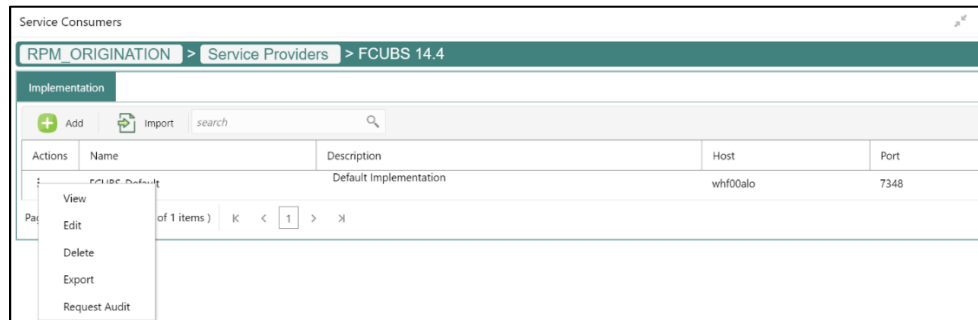 Service Consumers
RPM_ORIGINATION > Service Providers > FCUBS 14.4
Implementation
Add Import search
Actions Name Description Host Port
Default Implementation whf00alo 7348
View
of 1 items ) K < 1 > >|
Edit
Delete
Export
Request Audit